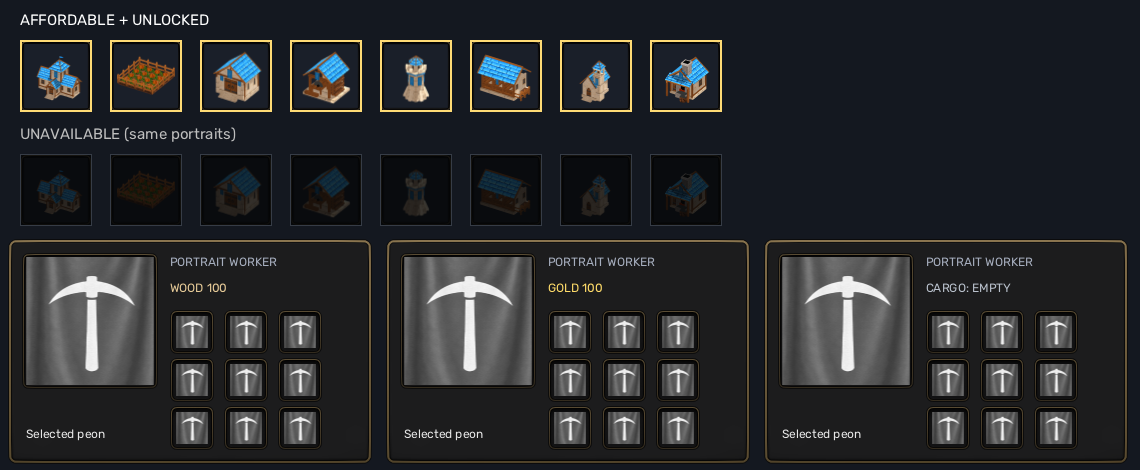 AFFORDABLE + UNLOCKED
UNAVAILABLE (same portraits)
PORTRAIT WORKER
WOOD 100
Selected peon
PORTRAIT WORKER
GOLD 100
Selected peon
PORTRAIT WORKER
CARGO: EMPTY
Selected peon